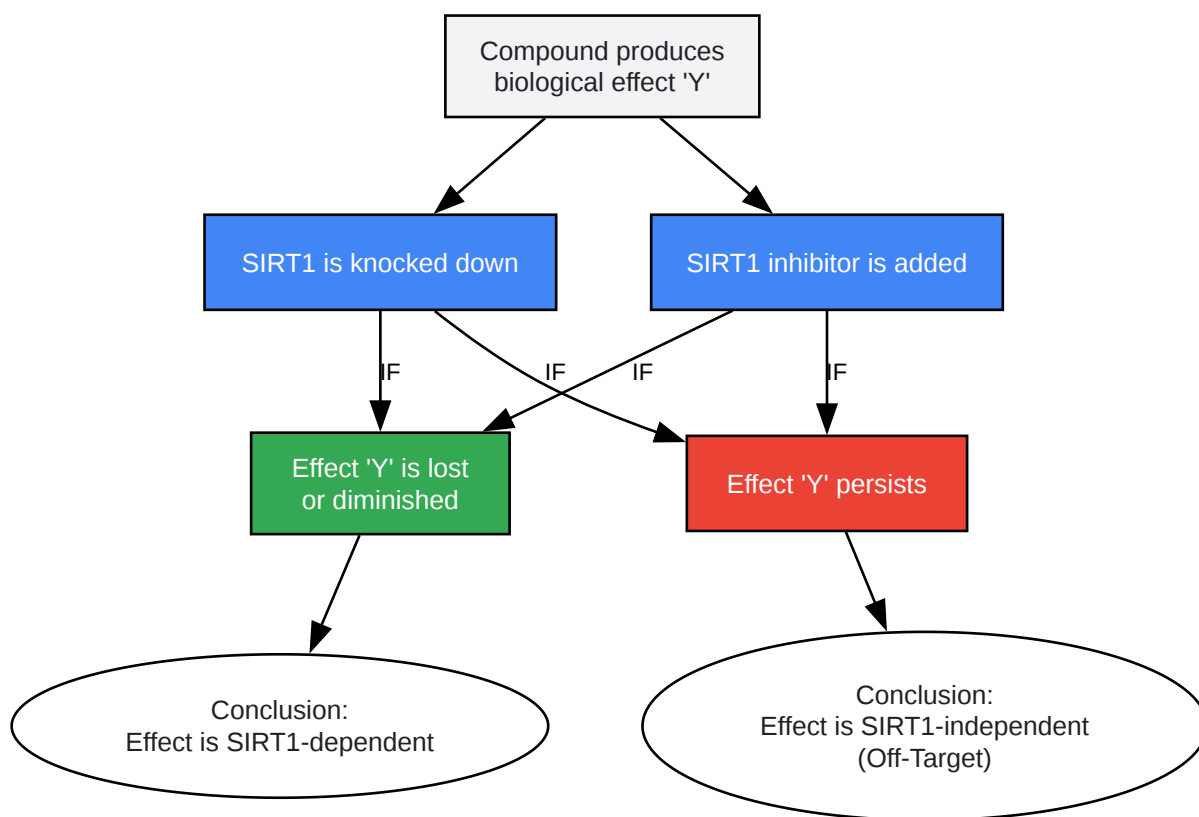 Compound produces
biological effect 'Y'
SIRT1 is knocked down
SIRT1 inhibitor is added
IF
IF
IF
IF
Effect 'Y' is lost
or diminished
Effect 'Y' persists
Conclusion:
Effect is SIRT1-dependent
Conclusion:
Effect is SIRT1-independent
(Off-Target)